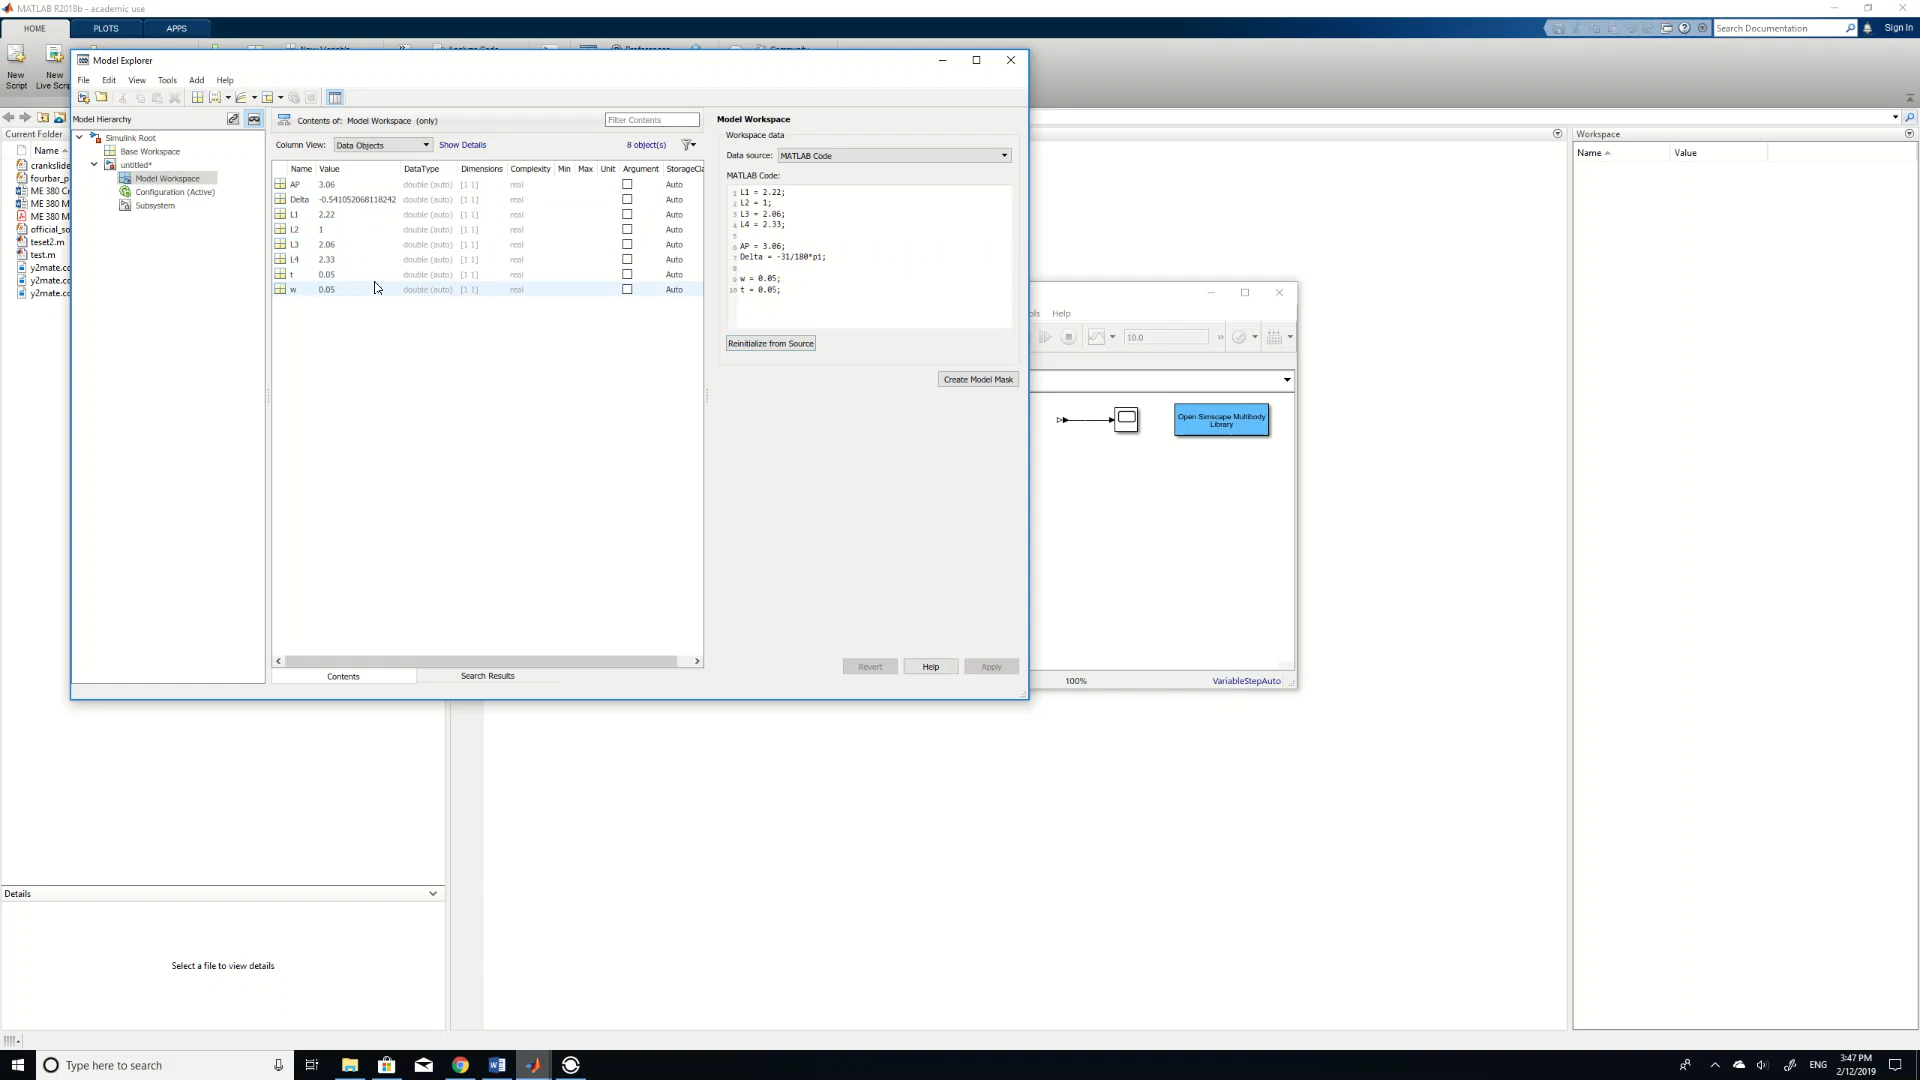 MATLAB R2018b - academic use
HOME
PLOTS
APPS
Search Documentation
Sign In
New Variable
Analyze Code
Preferences
Community
New
Script
New
Live Scrip
Model Explorer
File Edit View Tools Add Help
Current Folder
Name
crankslide
fourbar_p
ME 380 Cr
ME 380 M
ME 380 M
official_so
teset2.m
test.m
y2mate.co
y2mate.co
y2mate.co
Model Hierarchy
Simulink Root
Base Workspace
untitled*
Model Workspace
Configuration (Active)
Subsystem
Contents of: Model Workspace (only)
Filter Contents
Column View: Data Objects Show Details 8 object(s)
Name Value DataType Dimensions Complexity Min Max Unit Argument StorageCla
AP 3.06 double (auto) [1 1] real Auto
Delta -0.541052068118242 double (auto) [1 1] real Auto
L1 2.22 double (auto) [1 1] real Auto
L2 1 double (auto) [1 1] real Auto
L3 2.06 double (auto) [1 1] real Auto
L4 2.33 double (auto) [1 1] real Auto
t 0.05 double (auto) [1 1] real Auto
w 0.05 double (auto) [1 1] real Auto
Contents
Search Results
Model Workspace
Workspace data
Data source: MATLAB Code
MATLAB Code:
1 L1 = 2.22;
2 L2 = 1;
3 L3 = 2.06;
4 L4 = 2.33;
5
6 AP = 3.06;
7 Delta = -31/180*pi;
8
9 w = 0.05;
10 t = 0.05;
Reinitialize from Source
Create Model Mask
Revert
Help
Apply
ols Help
10.0
Open Simscape Multibody
Library
100%
VariableStepAuto
Workspace
Name
Value
Details
Select a file to view details
Type here to search
ENG
3:47 PM
2/12/2019